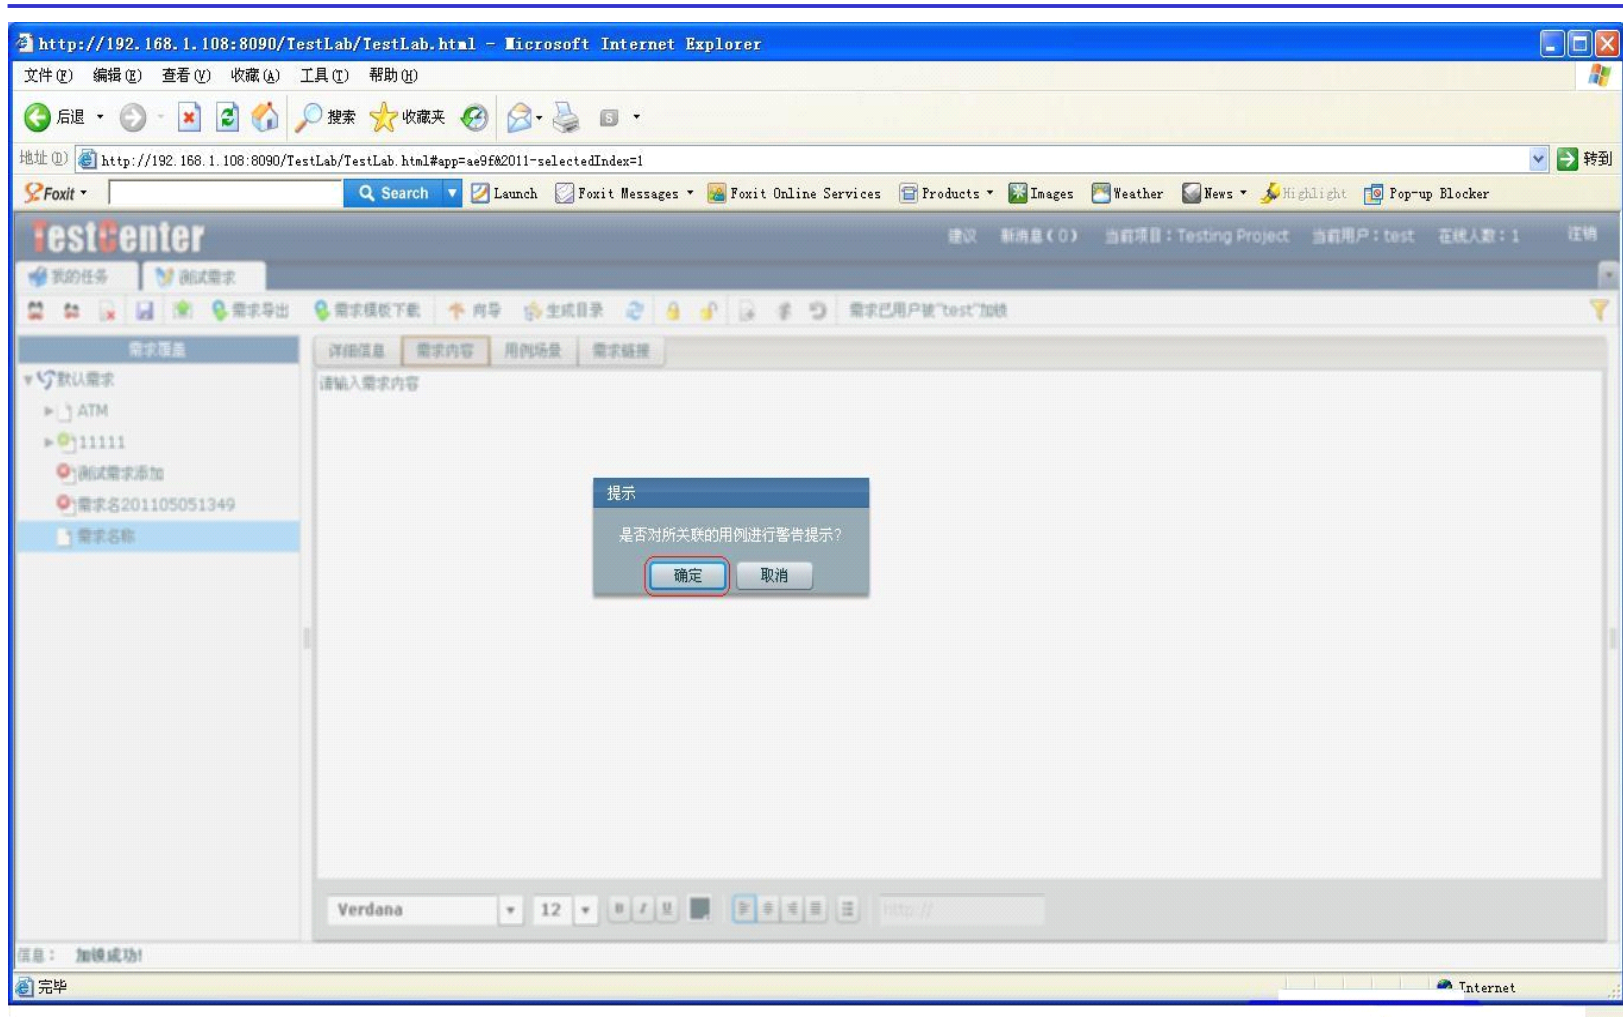 http://192.168.1.108:8090/TestLab/TestLab.html - Microsoft Internet Explorer
文件(F) 编辑(E) 查看(V) 收藏(A) 工具(T) 帮助(H)
后退 搜索 收藏夹
地址(D) http://192.168.1.108:8090/TestLab/TestLab.html#app=ae9f&2011-selectedIndex=1 转到
Foxit Search Launch Foxit Messages Foxit Online Services Products Images Weather News Highlight Pop-up Blocker
TestCenter 建议 新消息(0) 当前项目:Testing Project 当前用户:test 在线人数:1 注销
我的任务 测试需求
需求导出 需求模板下载 向导 生成目录 需求已用户被"test"加锁
需求覆盖 详细信息 需求内容 用例场景 需求链接
默认需求 请输入需求内容
ATM
11111
测试需求添加
需求名201105051349
需求名称
提示
是否对所关联的用例进行警告提示?
确定 取消
Verdana 12 B I U http://
信息: 加锁成功!
完毕 Internet